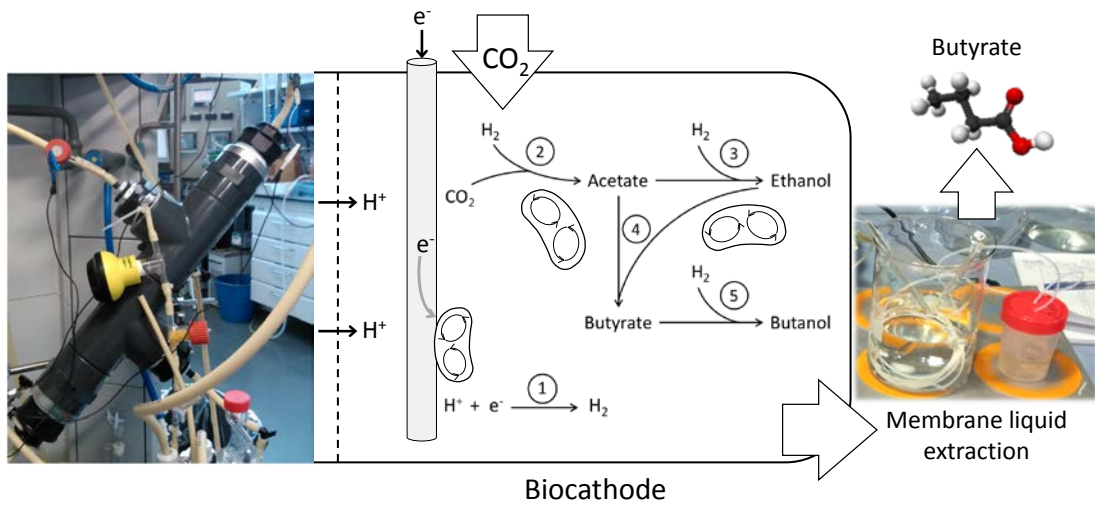 e-
CO2
Butyrate
H2
2
H2
3
CO2
Acetate
Ethanol
H+
e-
4
H2
5
Butyrate
Butanol
H+
1
H+ + e-
H2
Membrane liquid
extraction
Biocathode